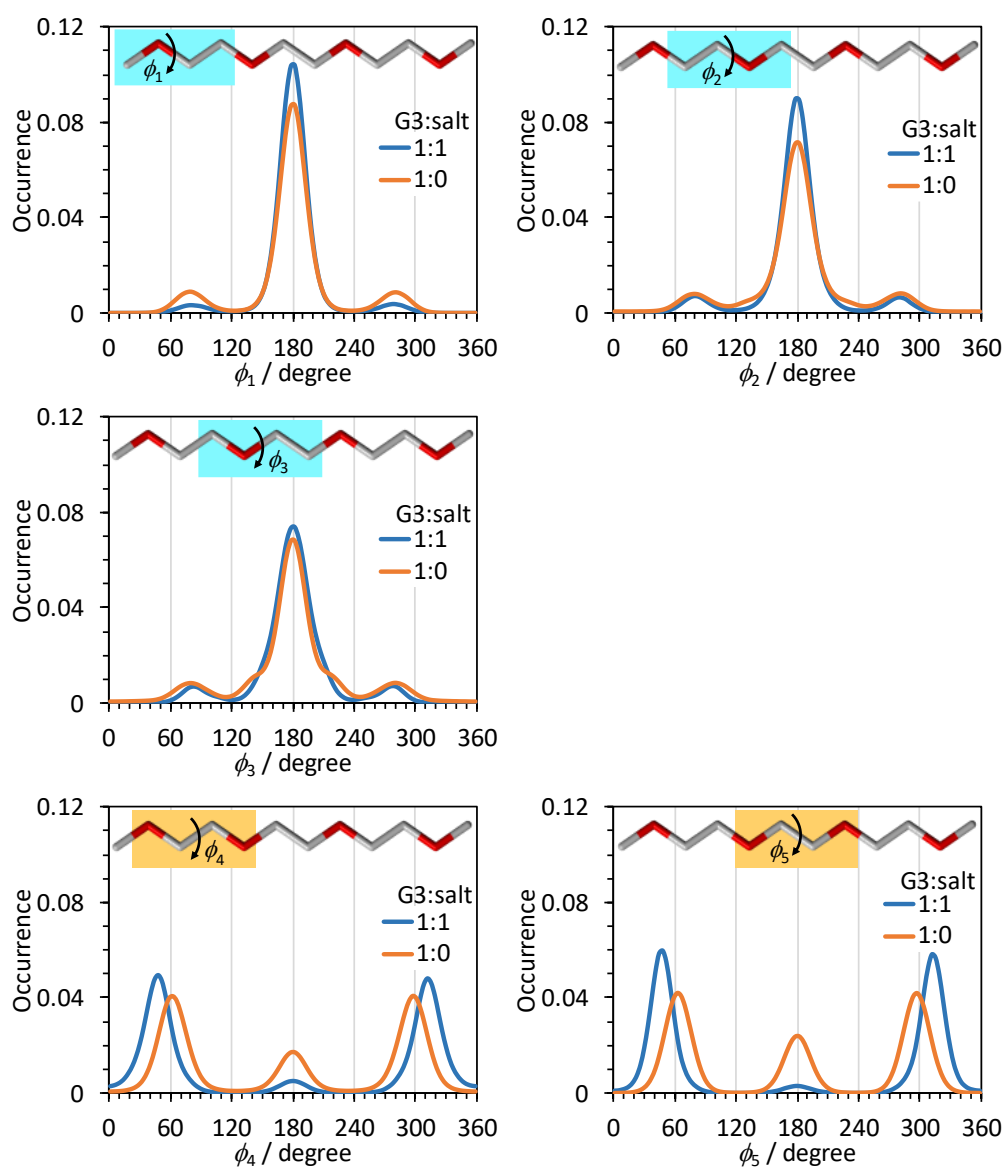 0.12
0.08
0.04
0
Occurrence
ϕ1
G3:salt
1:1
1:0
0 60 120 180 240 300 360
ϕ1 / degree
0.12
0.08
0.04
0
Occurrence
ϕ2
G3:salt
1:1
1:0
0 60 120 180 240 300 360
ϕ2 / degree
0.12
0.08
0.04
0
Occurrence
ϕ3
G3:salt
1:1
1:0
0 60 120 180 240 300 360
ϕ3 / degree
0.12
0.08
0.04
0
Occurrence
ϕ4
G3:salt
1:1
1:0
0 60 120 180 240 300 360
ϕ4 / degree
0.12
0.08
0.04
0
Occurrence
ϕ5
G3:salt
1:1
1:0
0 60 120 180 240 300 360
ϕ5 / degree